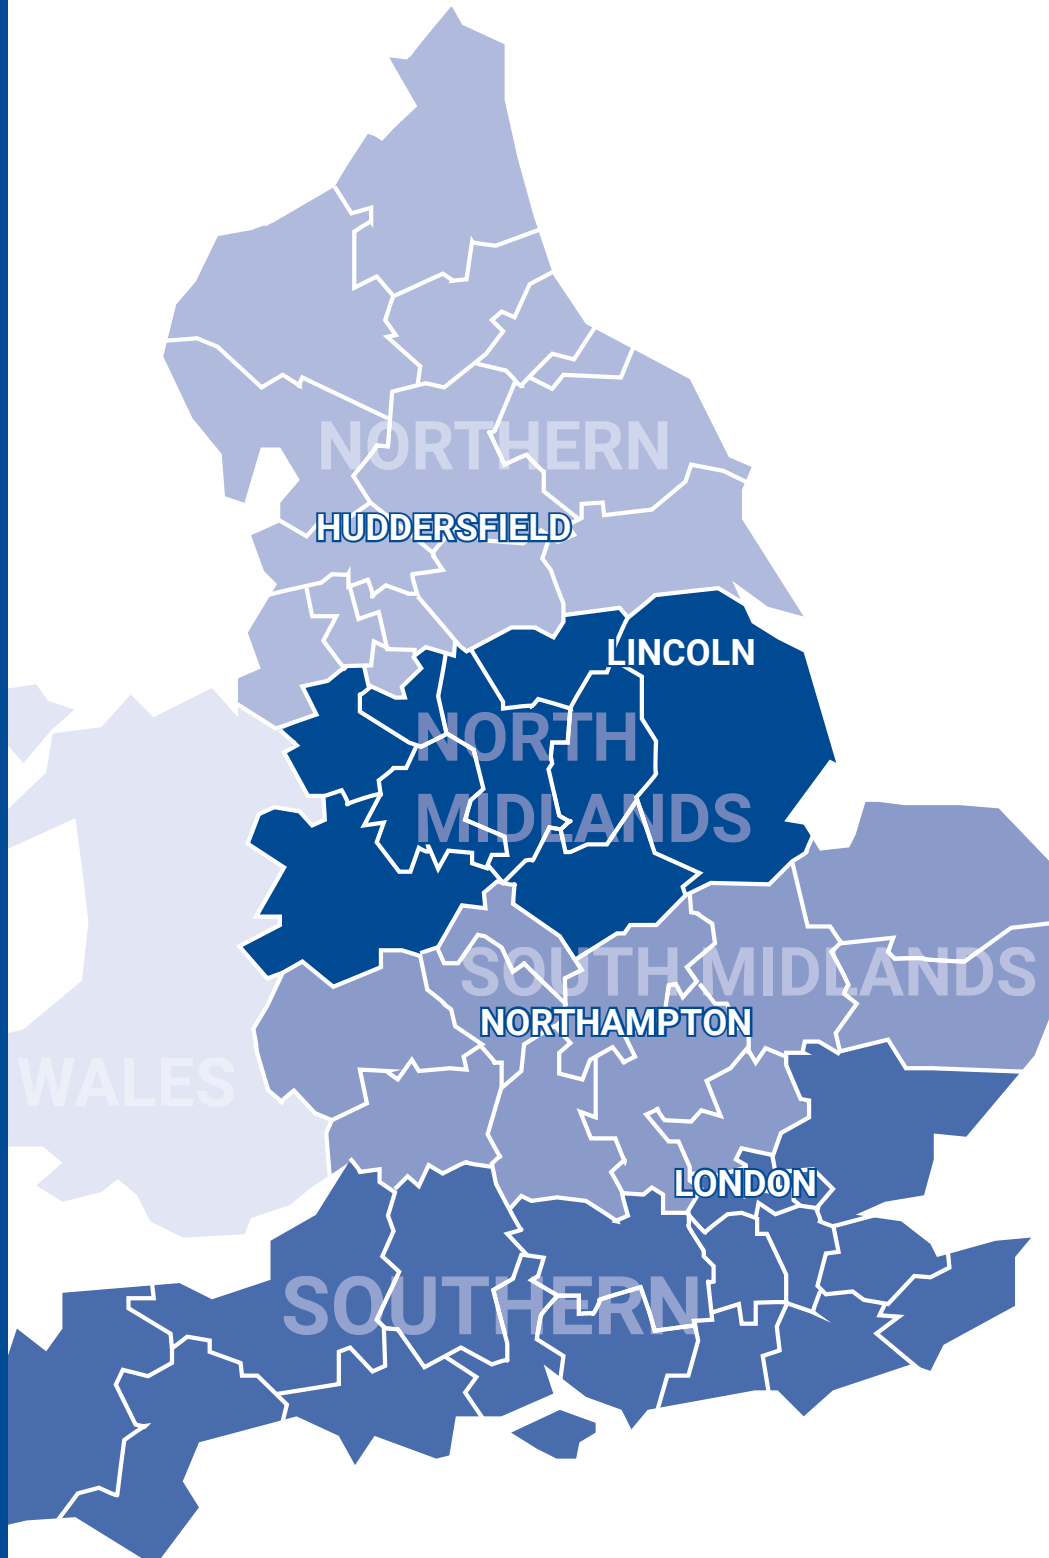 NORTHERN
HUDDERSFIELD
LINCOLN
NORTH
MIDLANDS
SOUTH MIDLANDS
NORTHAMPTON
WALES
LONDON
SOUTHERN